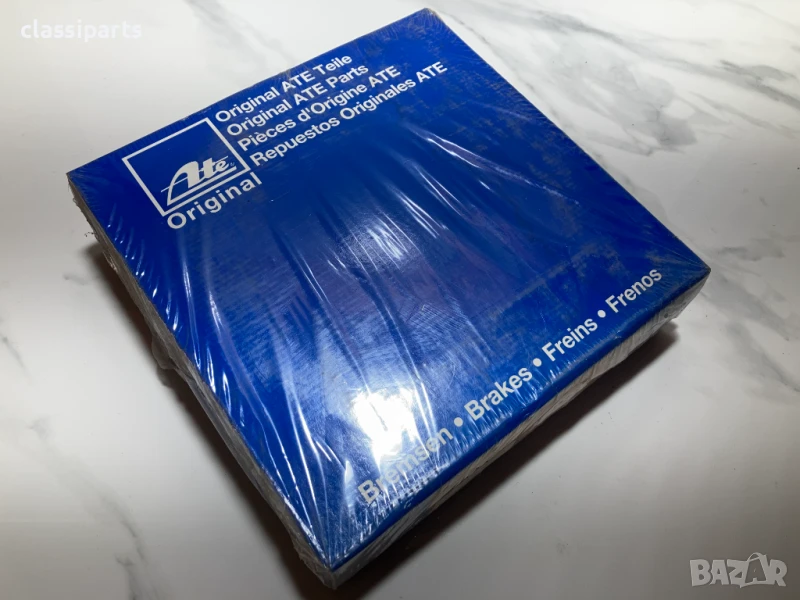 classiparts
Original ATE Teile
Original ATE Parts
Pièces d'Origine ATE
Repuestos Originales ATE
Ate
Original
Bremsen • Brakes • Freins • Frenos
BAZAR